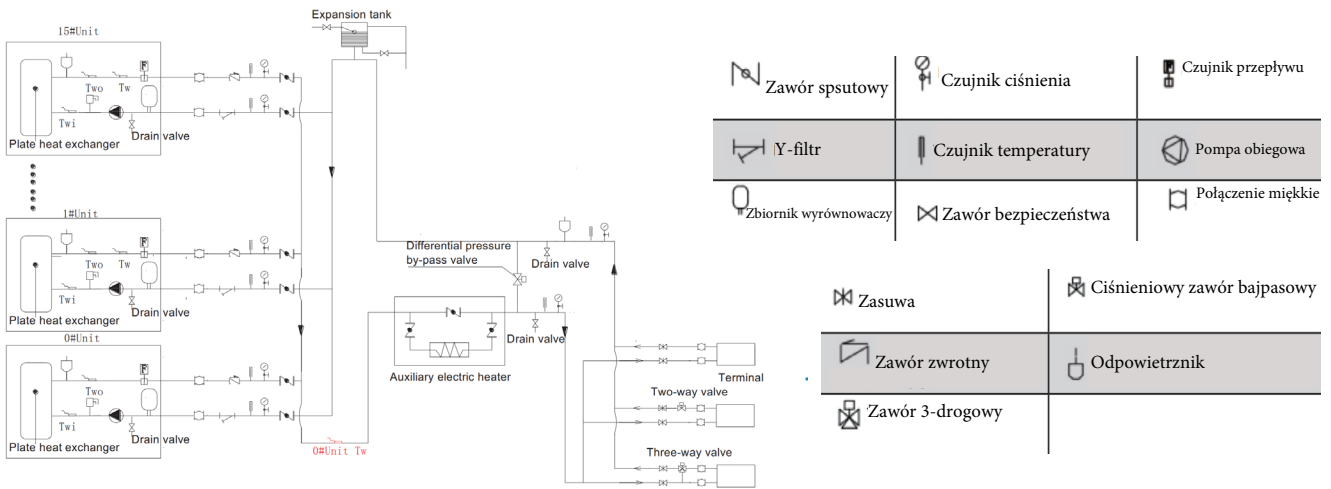 Expansion tank
15#Unit
F
Two Tw
Twi
Drain valve
Plate heat exchanger
1#Unit
F
Two Tw
Twi
Drain valve
Plate heat exchanger
0#Unit
F
Two
Twi
Drain valve
Plate heat exchanger
0#Unit Tw
Differential pressure
by-pass valve
Drain valve
Drain valve
Auxiliary electric heater
Terminal
Two-way valve
Three-way valve
Zawór spsutowy
Czujnik ciśnienia
F
Czujnik przepływu
Y-filtr
Czujnik temperatury
Pompa obiegowa
Zbiornik wyrównowaczy
Zawór bezpieczeństwa
Połączenie miękkie
Zasuwa
Ciśnieniowy zawór bajpasowy
Zawór zwrotny
Odpowietrznik
Zawór 3-drogowy